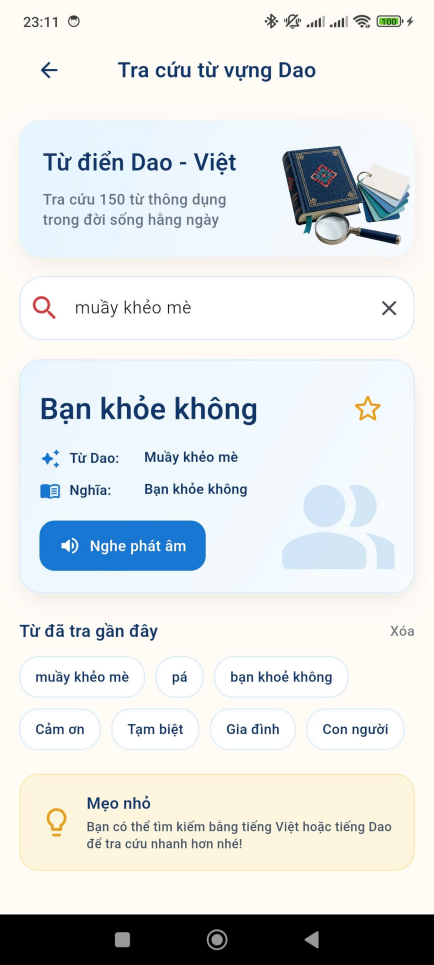 23:11
100
Tra cứu từ vựng Dao
Từ điển Dao - Việt
Tra cứu 150 từ thông dụng
trong đời sống hằng ngày
muầy khẻo mè
Bạn khỏe không
Từ Dao: Muầy khẻo mè
Nghĩa: Bạn khỏe không
Nghe phát âm
Từ đã tra gần đây Xóa
muầy khẻo mè pá bạn khoẻ không
Cảm ơn Tạm biệt Gia đình Con người
Mẹo nhỏ
Bạn có thể tìm kiếm bằng tiếng Việt hoặc tiếng Dao
để tra cứu nhanh hơn nhé!